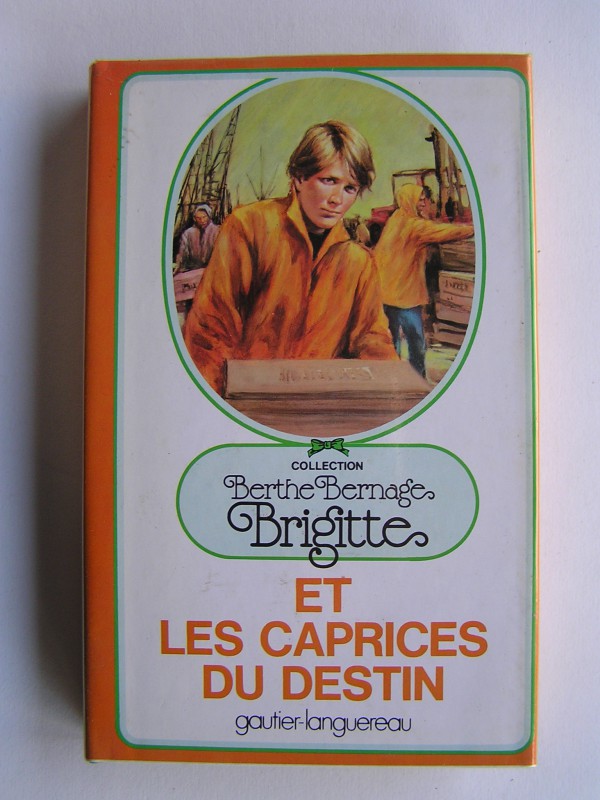 COLLECTION
Berthe Bernage
Brigitte
ET
LES CAPRICES
DU DESTIN
gautier-languereau